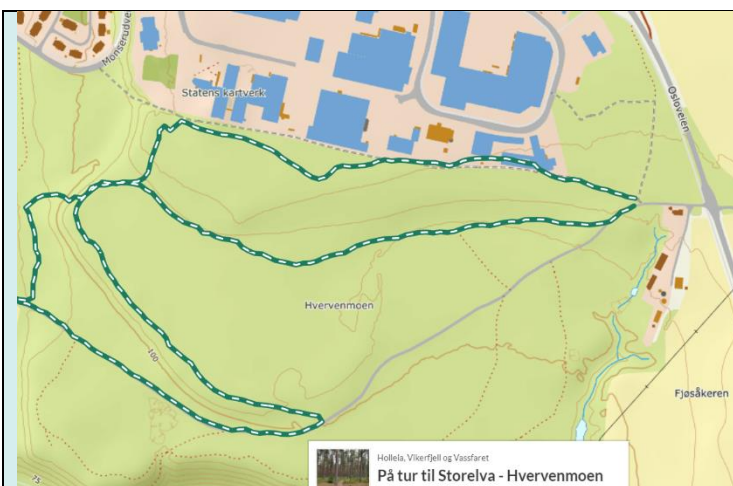 Monserudve
Statens kartverk
Osloveien
Hvervenmoen
100
Fjøsåkeren
75
Hollela, Vikerfjell og Vassfaret
På tur til Storelva - Hvervenmoen